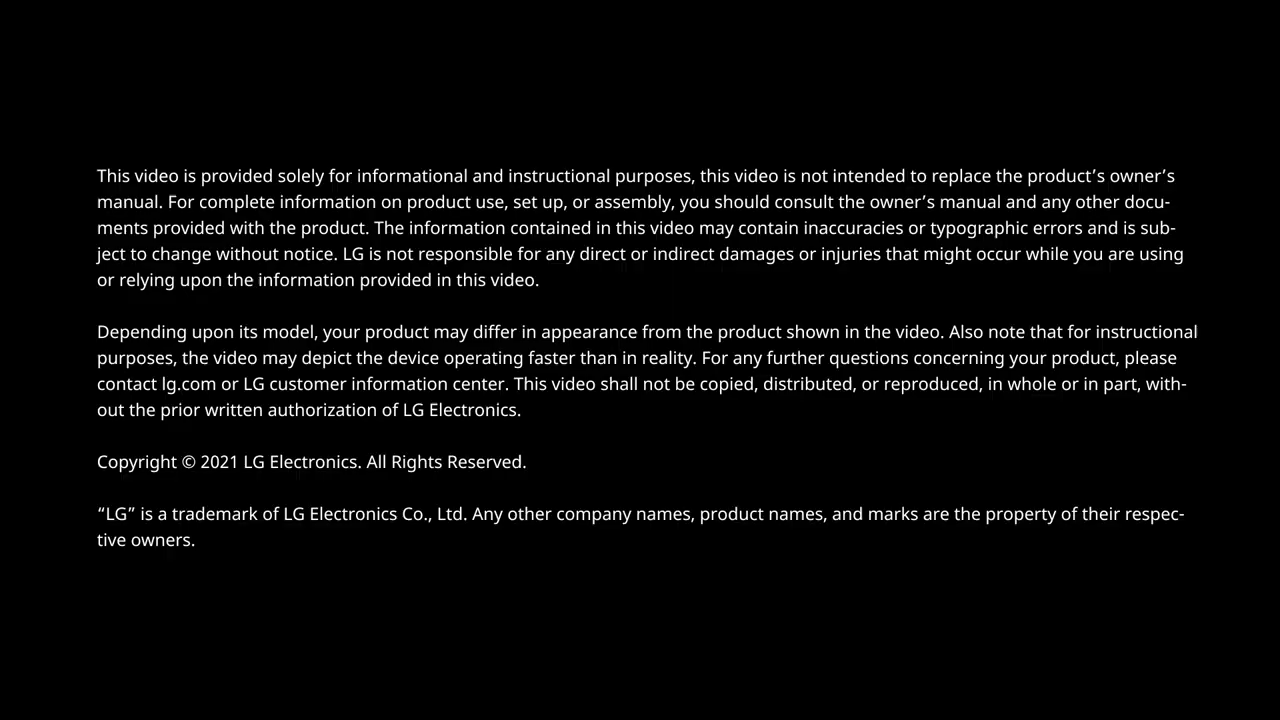 This video is provided solely for informational and instructional purposes, this video is not intended to replace the product’s owner’s
manual. For complete information on product use, set up, or assembly, you should consult the owner’s manual and any other docu-
ments provided with the product. The information contained in this video may contain inaccuracies or typographic errors and is sub-
ject to change without notice. LG is not responsible for any direct or indirect damages or injuries that might occur while you are using
or relying upon the information provided in this video.
Depending upon its model, your product may differ in appearance from the product shown in the video. Also note that for instructional
purposes, the video may depict the device operating faster than in reality. For any further questions concerning your product, please
contact lg.com or LG customer information center. This video shall not be copied, distributed, or reproduced, in whole or in part, with-
out the prior written authorization of LG Electronics.
Copyright © 2021 LG Electronics. All Rights Reserved.
“LG” is a trademark of LG Electronics Co., Ltd. Any other company names, product names, and marks are the property of their respec-
tive owners.